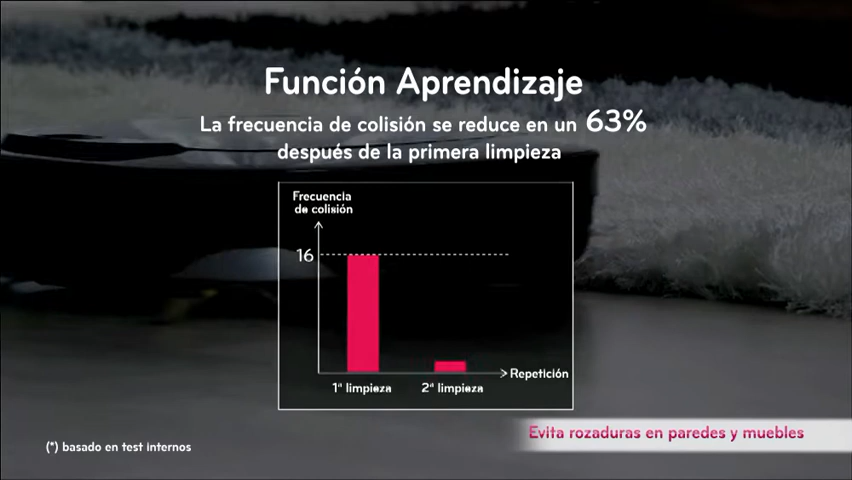 Función Aprendizaje
La frecuencia de colisión se reduce en un 63%
después de la primera limpieza
Frecuencia
de colisión
16
Repetición
1ª limpieza
2ª limpieza
Evita rozaduras en paredes y muebles
(*) basado en test internos